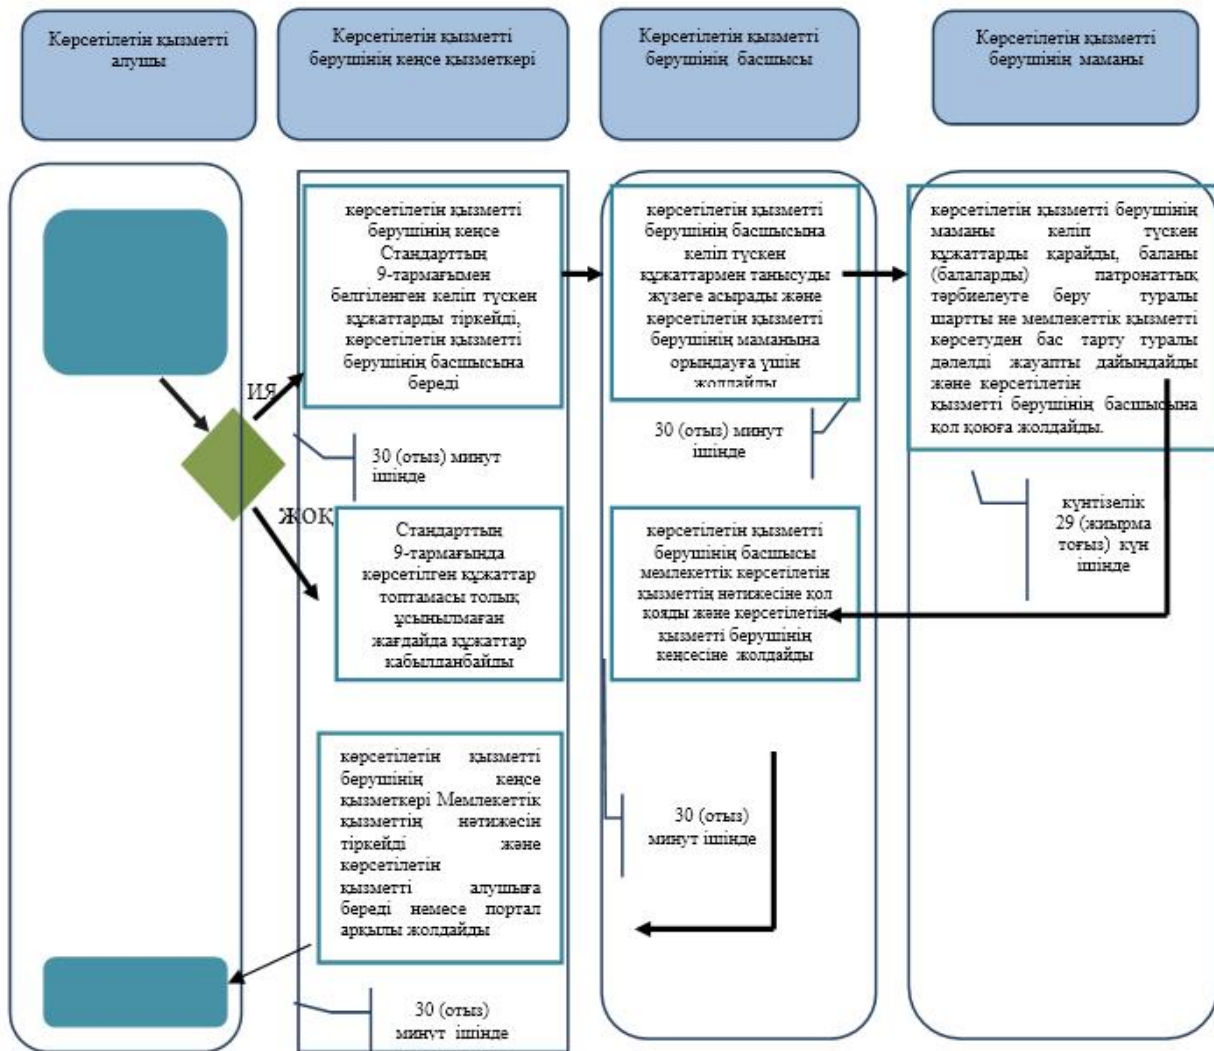 Көрсетілетін қызметті
алушы
Көрсетілетін қызметті
берушінің кеңсе қызметкері
Көрсетілетін қызметті
берушінің басшысы
Көрсетілетін қызметті
берушінің маманы
көрсетілетін қызметті
берушінің кеңсе
Стандарттың
9-тармағымен
белгіленген келіп түскен
құжаттарды тіркейді,
көрсетілетін қызметті
берушінің басшысына
береді
көрсетілетін қызметті
берушінің басшысына
келіп түскен
құжаттармен танысуды
жүзеге асырады және
көрсетілетін қызметті
берушінің маманына
орындауға үшін
жолдайды
көрсетілетін қызметті берушінің
маманы келіп түскен
құжаттарды қарайды, баланы
(балаларды) патронаттық
тәрбиелеуге беру туралы
шартты не мемлекеттік қызметті
көрсетуден бас тарту туралы
дәлелді жауапты дайындайды
және көрсетілетін
қызметті берушінің басшысына
қол қоюға жолдайды.
ИЯ
30 (отыз) минут
ішінде
30 (отыз) минут
ішінде
күнтізелік
29 (жиырма
тоғыз) күн
ішінде
ЖОҚ
Стандарттың
9-тармағында
көрсетілген құжаттар
топтамасы толық
ұсынылмаған
жағдайда құжаттар
қабылданбайды
көрсетілетін қызметті
берушінің басшысы
мемлекеттік көрсетілетін
қызметтің нәтижесіне қол
қояды және көрсетілетін
қызметті берушінің
кеңсесіне жолдайды
көрсетілетін қызметті
берушінің кеңсе
қызметкері Мемлекеттік
қызметтің нәтижесін
тіркейді және
көрсетілетін
қызметті алушыға
береді немесе портал
арқылы жолдайды
30 (отыз)
минут ішінде
30 (отыз)
минут ішінде